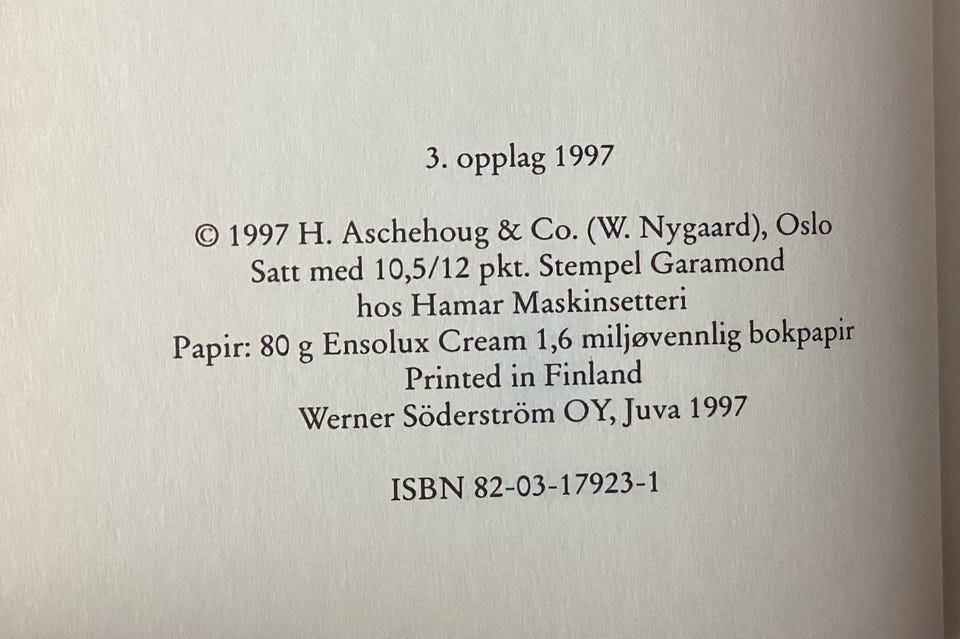 3. opplag 1997
© 1997 H. Aschehoug & Co. (W. Nygaard), Oslo
Satt med 10,5/12 pkt. Stempel Garamond
hos Hamar Maskinsetteri
Papir: 80 g Ensolux Cream 1,6 miljøvennlig bokpapir
Printed in Finland
Werner Söderström OY, Juva 1997
ISBN 82-03-17923-1